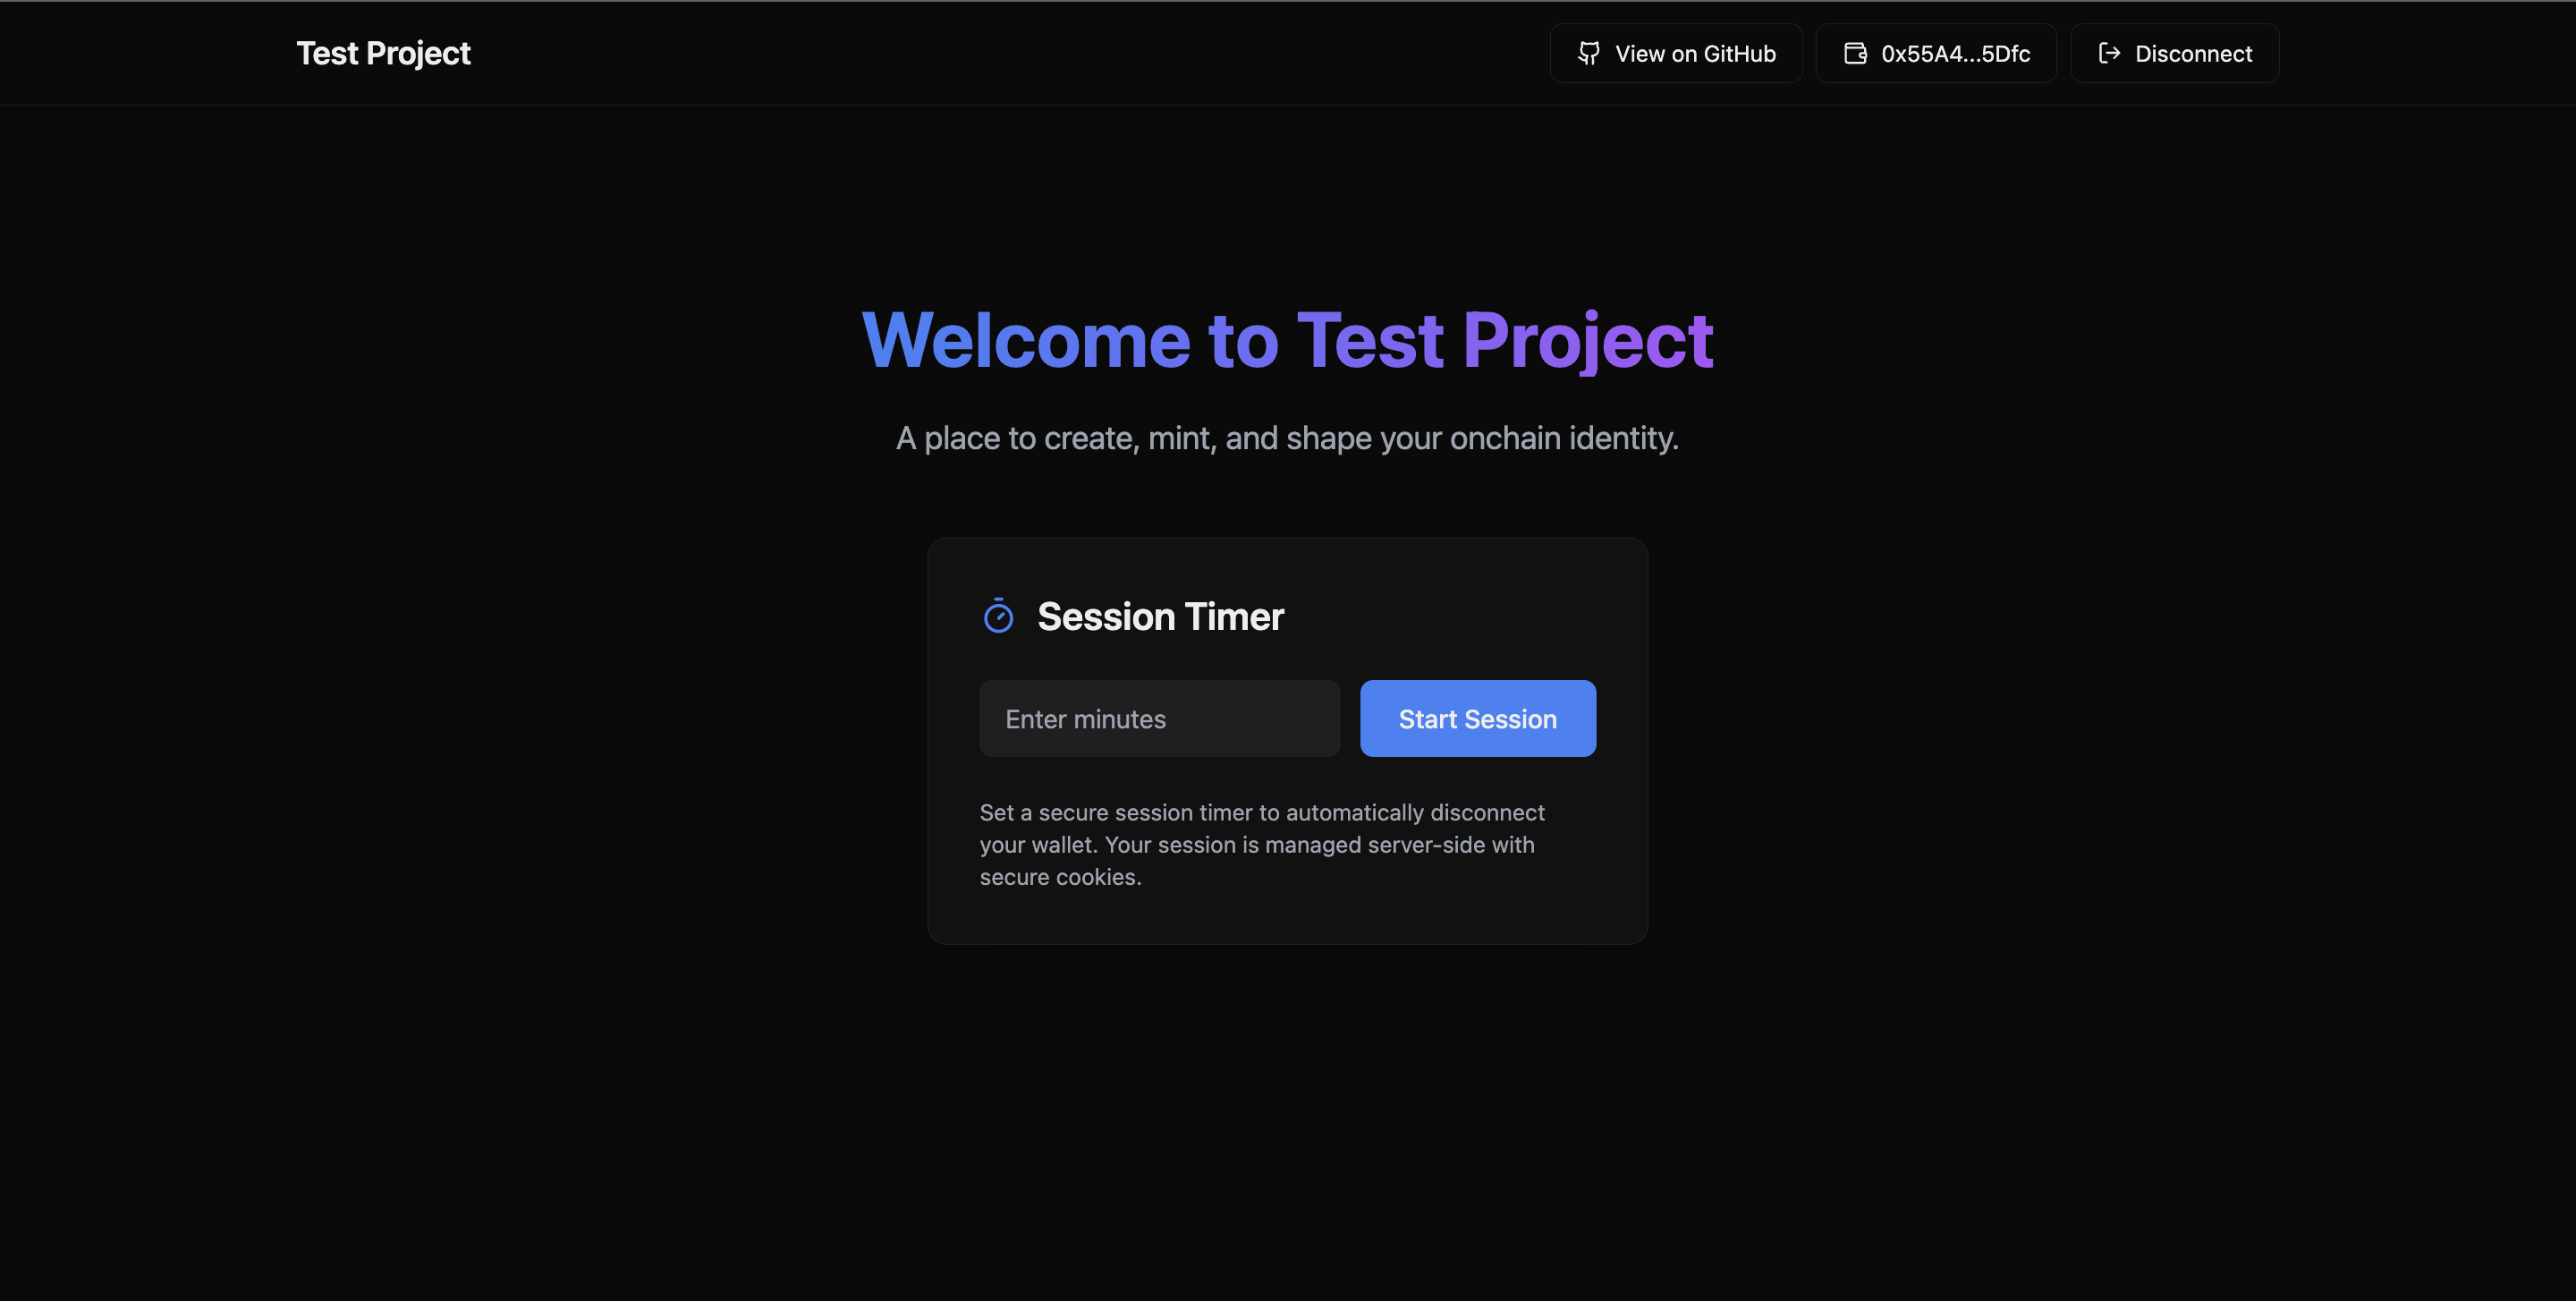 Test Project
View on GitHub
0x55A4...5Dfc
Disconnect
Welcome to Test Project
A place to create, mint, and shape your onchain identity.
Session Timer
Enter minutes
Start Session
Set a secure session timer to automatically disconnect
your wallet. Your session is managed server-side with
secure cookies.